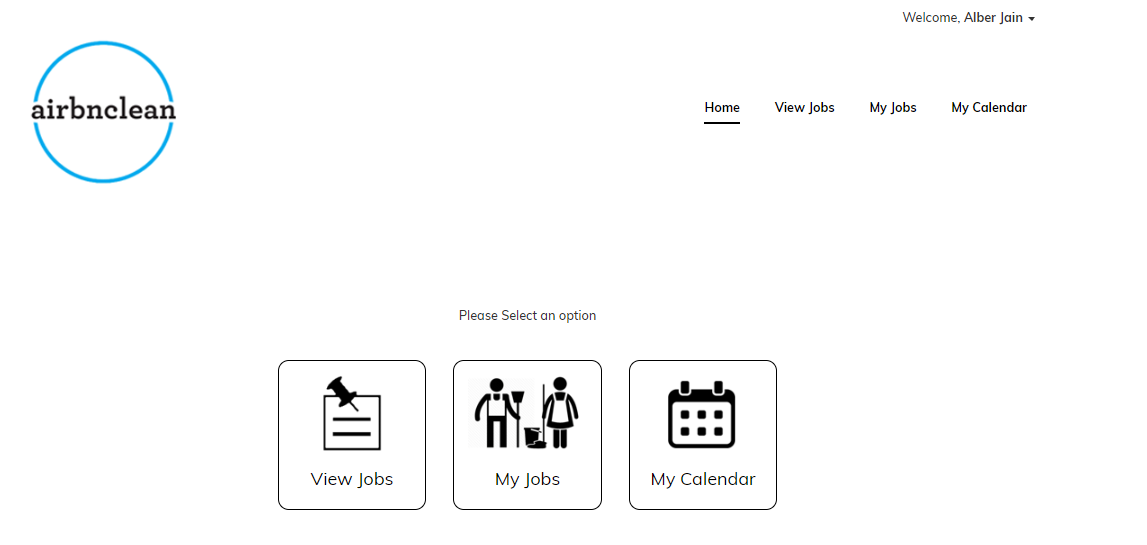 Welcome, Alber Jain
airbnclean
Home View Jobs My Jobs My Calendar
Please Select an option
View Jobs My Jobs My Calendar